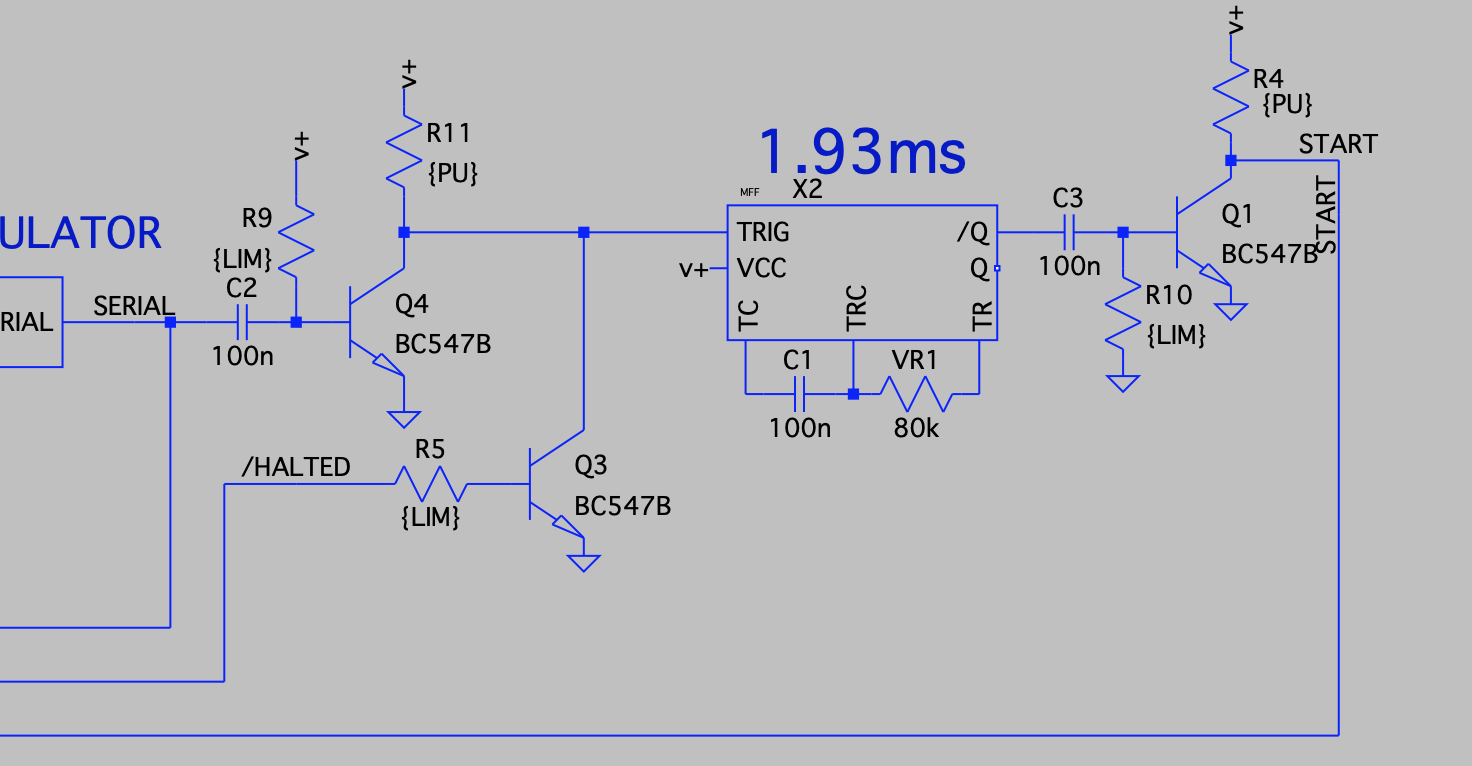 v+
R4
{PU}
START
START
v+
R11
{PU}
1.93ms
MFF
X2
v+
R9
{LIM}
ULATOR
C2
100n
SERIAL
RIAL
Q4
BC547B
TRIG
/Q
v+
VCC
Q
TC
TRC
TR
C1
100n
VR1
80k
C3
100n
Q1
BC547B
R10
{LIM}
/HALTED
R5
{LIM}
Q3
BC547B